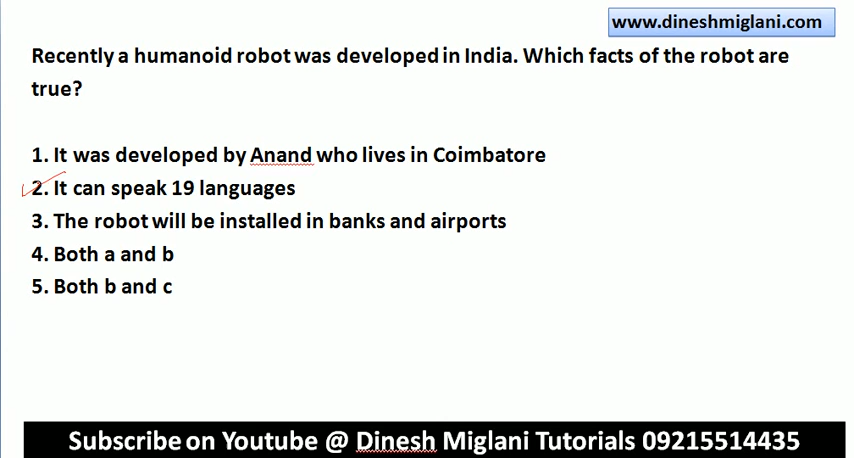 www.dineshmiglani.com
Recently a humanoid robot was developed in India. Which facts of the robot are
true?
1. It was developed by Anand who lives in Coimbatore
2. It can speak 19 languages
3. The robot will be installed in banks and airports
4. Both a and b
5. Both b and c
Subscribe on Youtube @ Dinesh Miglani Tutorials 09215514435